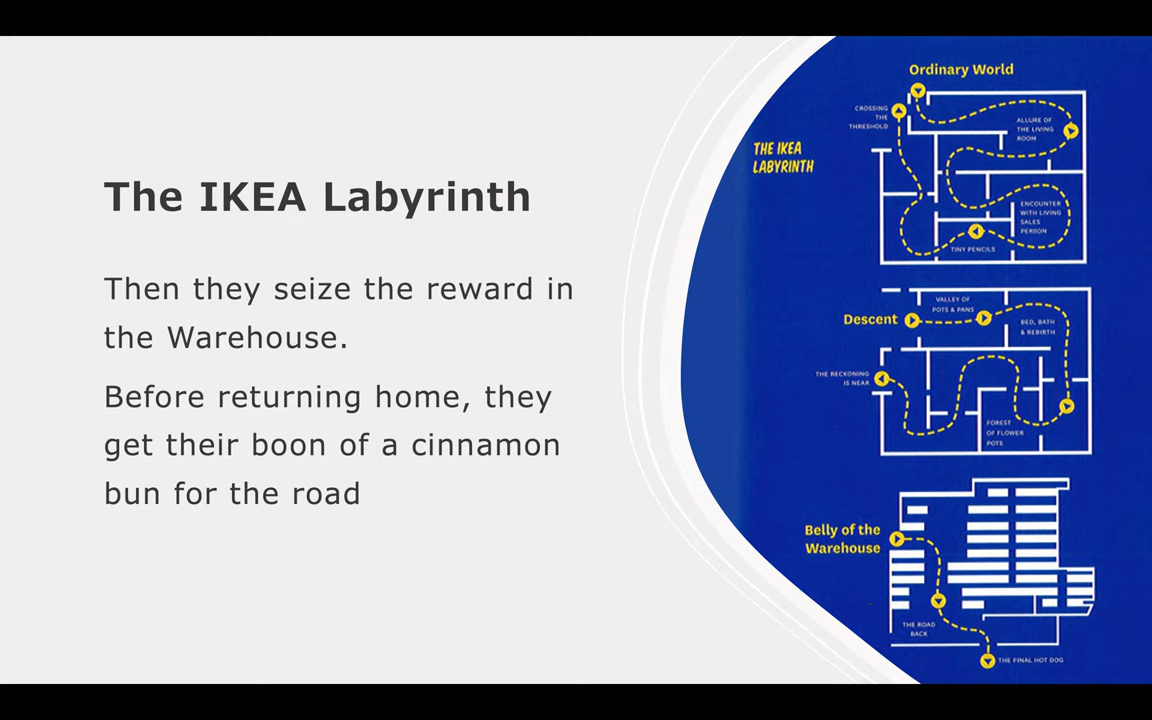 The IKEA Labyrinth
Then they seize the reward in
the Warehouse.
Before returning home, they
get their boon of a cinnamon
bun for the road
THE IKEA
LABYRINTH
Ordinary World
CROSSING
THE
THRESHOLD
ALLURE OF
THE LIVING
ROOM
ENCOUNTER
WITH LIVING
SALES
PERSON
TINY PENCILS
Descent
VALLEY OF
POTS & PANS
BED, BATH
& REBIRTH
THE RECKONING
IS NEAR
FOREST
OF FLOWER
POTS
Belly of the
Warehouse
THE ROAD
BACK
THE FINAL HOT DOG